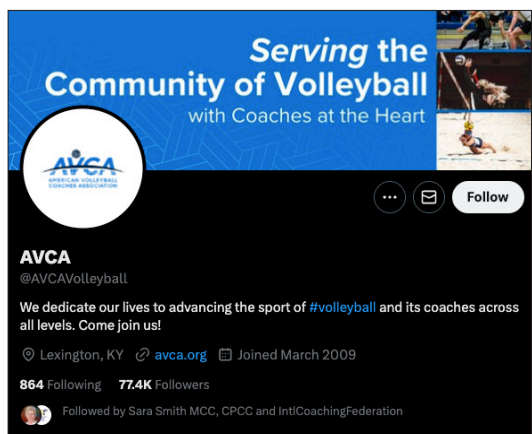 Serving the
Community of Volleyball
with Coaches at the Heart
AVCA
AMERICAN VOLLEYBALL
COACHES ASSOCIATION
Follow
AVCA
@AVCAVolleyball
We dedicate our lives to advancing the sport of #volleyball and its coaches across
all levels. Come join us!
Lexington, KY avca.org Joined March 2009
864 Following 77.4K Followers
Followed by Sara Smith MCC, CPCC and IntlCoachingFederation